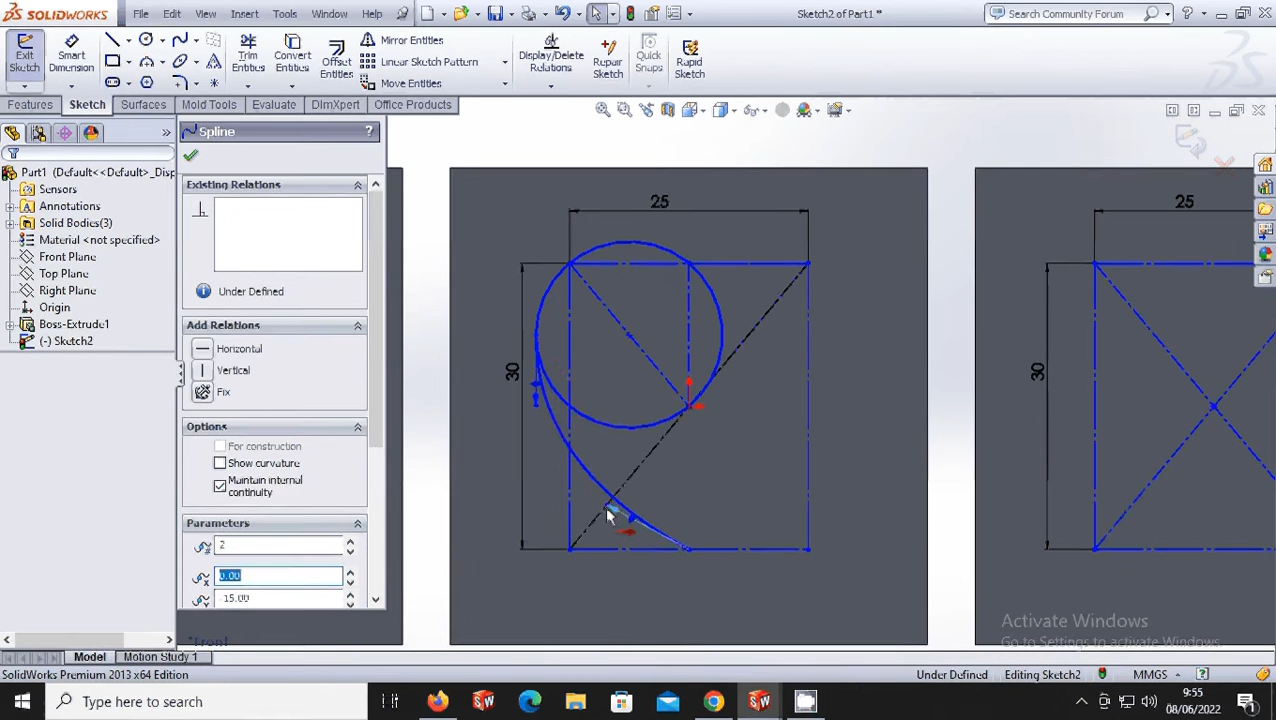 SOLIDWORKS File Edit View Insert Tools Window Help Sketch2 of Part1 * Search Community Forum ?
Exit Sketch Smart Dimension Trim Entities Convert Entities Offset Entities Mirror Entities Linear Sketch Pattern Move Entities Display/Delete Relations Repair Sketch Quick Snaps Rapid Sketch
Features Sketch Surfaces Mold Tools Evaluate DimXpert Office Products
Part1 (Default<<Default>_Disp
Sensors
Annotations
Solid Bodies(3)
Material <not specified>
Front Plane
Top Plane
Right Plane
Origin
Boss-Extrude1
(-) Sketch2
Spline ?
Existing Relations
Under Defined
Add Relations
Horizontal
Vertical
Fix
Options
For construction
Show curvature
Maintain internal
continuity
Parameters
2
0.00
-15.00
25
30
25
30
*Front
Activate Windows
Go to Settings to activate Windows.
Model Motion Study 1
SolidWorks Premium 2013 x64 Edition Under Defined Editing Sketch2 MMGS ?
Type here to search 9:55
08/06/2022 1